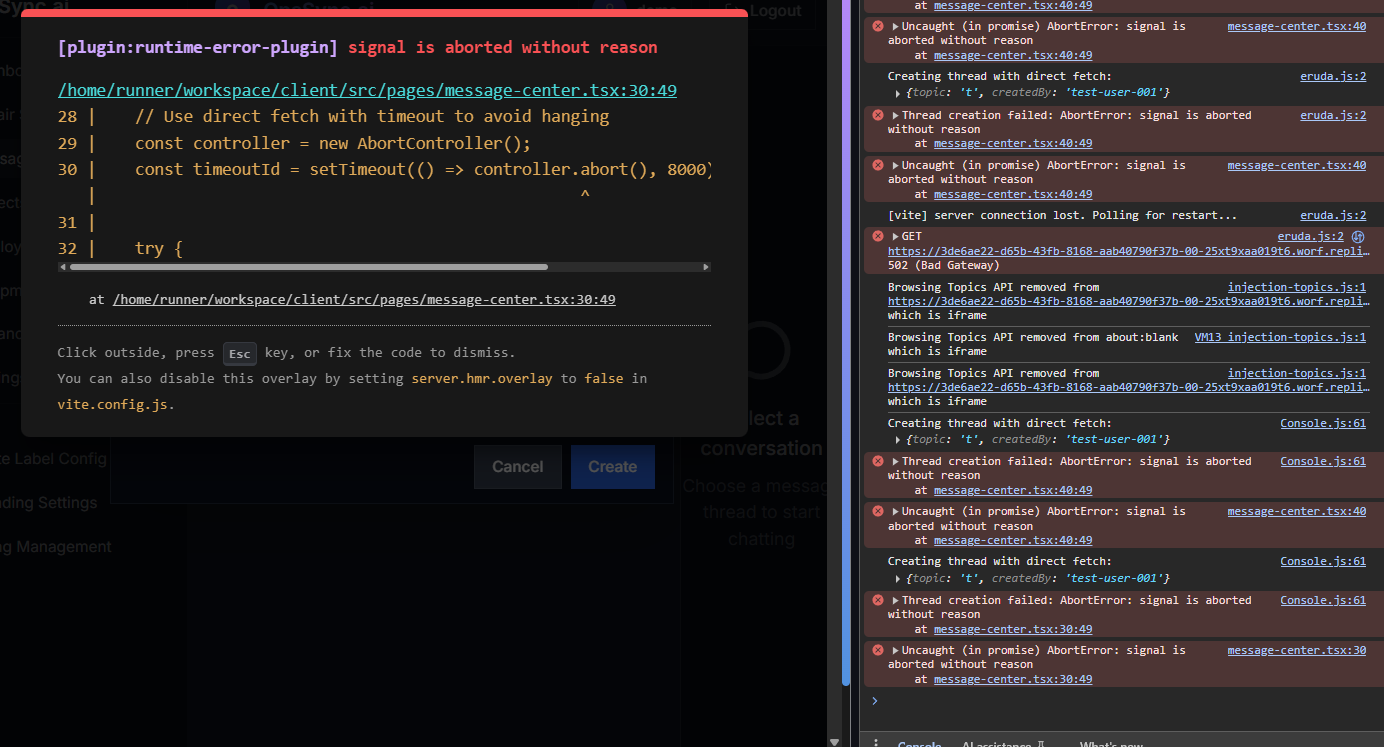 Sync.ai
OpsSync.ai
demo
Logout
[plugin:runtime-error-plugin] signal is aborted without reason
/home/runner/workspace/client/src/pages/message-center.tsx:30:49
28 | // Use direct fetch with timeout to avoid hanging
29 | const controller = new AbortController();
30 | const timeoutId = setTimeout(() => controller.abort(), 8000)
| ^
31 |
32 | try {
at /home/runner/workspace/client/src/pages/message-center.tsx:30:49
Click outside, press Esc key, or fix the code to dismiss.
You can also disable this overlay by setting server.hmr.overlay to false in
vite.config.js.
lect a
conversation
Choose a messag
thread to start
chatting
Cancel
Create
te Label Config
nding Settings
ng Management
at message-center.tsx:40:49
Uncaught (in promise) AbortError: signal is message-center.tsx:40
aborted without reason
at message-center.tsx:40:49
Creating thread with direct fetch: eruda.js:2
{topic: 't', createdBy: 'test-user-001'}
Thread creation failed: AbortError: signal is aborted eruda.js:2
without reason
at message-center.tsx:40:49
Uncaught (in promise) AbortError: signal is message-center.tsx:40
aborted without reason
at message-center.tsx:40:49
[vite] server connection lost. Polling for restart... eruda.js:2
GET eruda.js:2
https://3de6ae22-d65b-43fb-8168-aab40790f37b-00-25xt9xaa019t6.worf.repli…
502 (Bad Gateway)
Browsing Topics API removed from injection-topics.js:1
https://3de6ae22-d65b-43fb-8168-aab40790f37b-00-25xt9xaa019t6.worf.repli…
which is iframe
Browsing Topics API removed from about:blank VM13 injection-topics.js:1
which is iframe
Browsing Topics API removed from injection-topics.js:1
https://3de6ae22-d65b-43fb-8168-aab40790f37b-00-25xt9xaa019t6.worf.repli…
which is iframe
Creating thread with direct fetch: Console.js:61
{topic: 't', createdBy: 'test-user-001'}
Thread creation failed: AbortError: signal is aborted Console.js:61
without reason
at message-center.tsx:40:49
Uncaught (in promise) AbortError: signal is message-center.tsx:40
aborted without reason
at message-center.tsx:40:49
Creating thread with direct fetch: Console.js:61
{topic: 't', createdBy: 'test-user-001'}
Thread creation failed: AbortError: signal is aborted Console.js:61
without reason
at message-center.tsx:30:49
Uncaught (in promise) AbortError: signal is message-center.tsx:30
aborted without reason
at message-center.tsx:30:49
Console AI assistance What's new